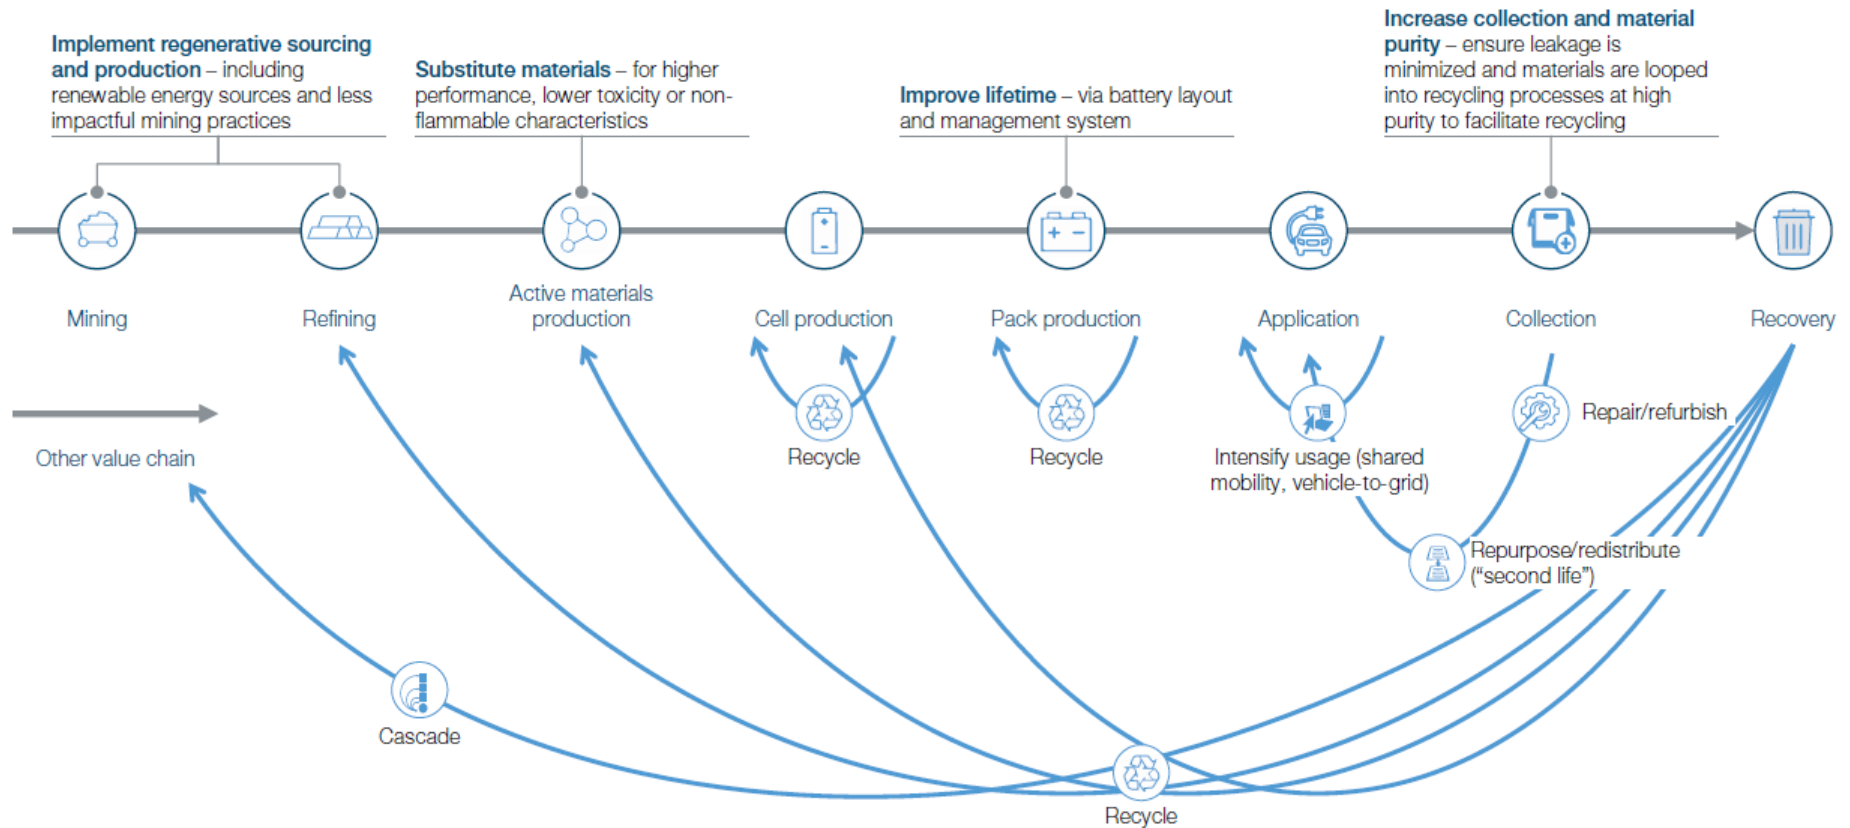 Implement regenerative sourcing
and production – including
renewable energy sources and less
impactful mining practices
Substitute materials – for higher
performance, lower toxicity or non-
flammable characteristics
Improve lifetime – via battery layout
and management system
Increase collection and material
purity – ensure leakage is
minimized and materials are looped
into recycling processes at high
purity to facilitate recycling
Mining
Refining
Active materials
production
Cell production
Pack production
Application
Collection
Recovery
Other value chain
Recycle
Recycle
Intensify usage (shared
mobility, vehicle-to-grid)
Repair/refurbish
Repurpose/redistribute
(“second life”)
Cascade
Recycle